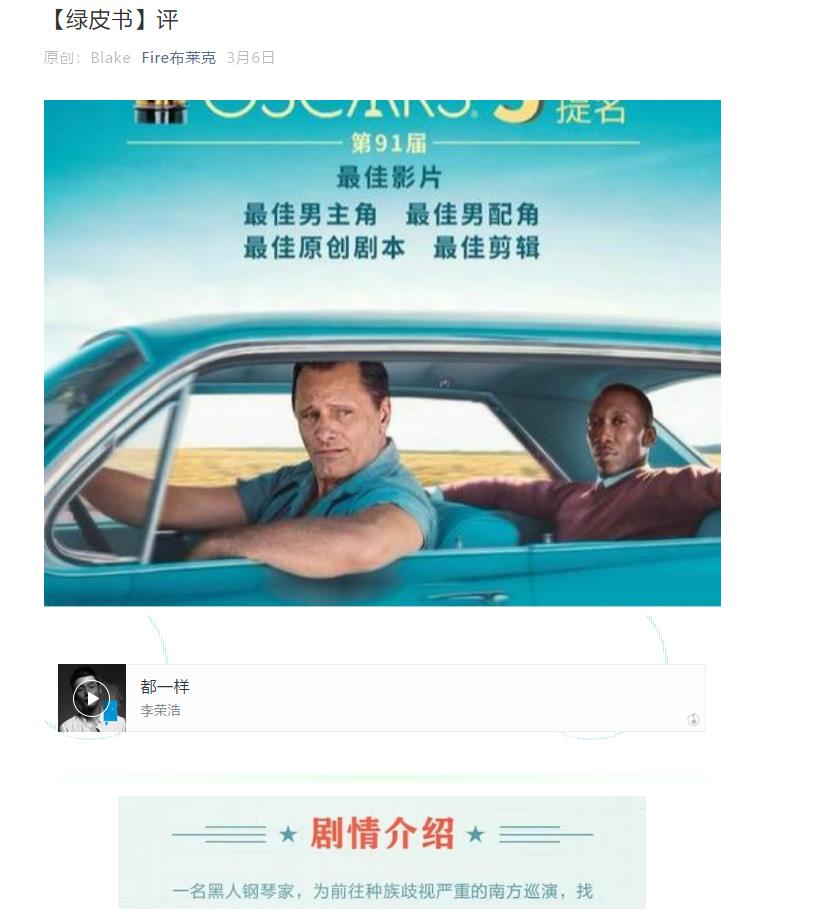 【绿皮书】评
原创： Blake Fire布莱克 3月6日
提名
第91届
最佳影片
最佳男主角 最佳男配角
最佳原创剧本 最佳剪辑
都一样
李荣浩
★ 剧情介绍 ★
一名黑人钢琴家，为前往种族歧视严重的南方巡演，找